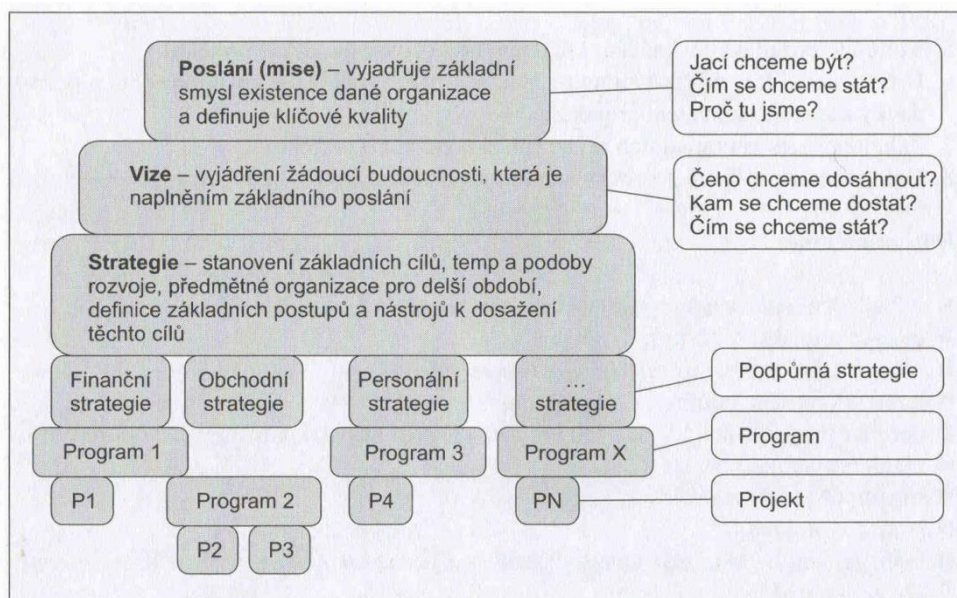 Poslání (mise) – vyjadřuje základní
smysl existence dané organizace
a definuje klíčové kvality
Jací chceme být?
Čím se chceme stát?
Proč tu jsme?
Vize – vyjádření žádoucí budoucnosti, která je
naplněním základního poslání
Čeho chceme dosáhnout?
Kam se chceme dostat?
Čím se chceme stát?
Strategie – stanovení základních cílů, temp a podoby
rozvoje, předmětné organizace pro delší období,
definice základních postupů a nástrojů k dosažení
těchto cílů
Finanční
strategie
Obchodní
strategie
Personální
strategie
...
strategie
Podpůrná strategie
Program 1
Program 3
Program X
Program
P1
Program 2
P4
PN
Projekt
P2
P3